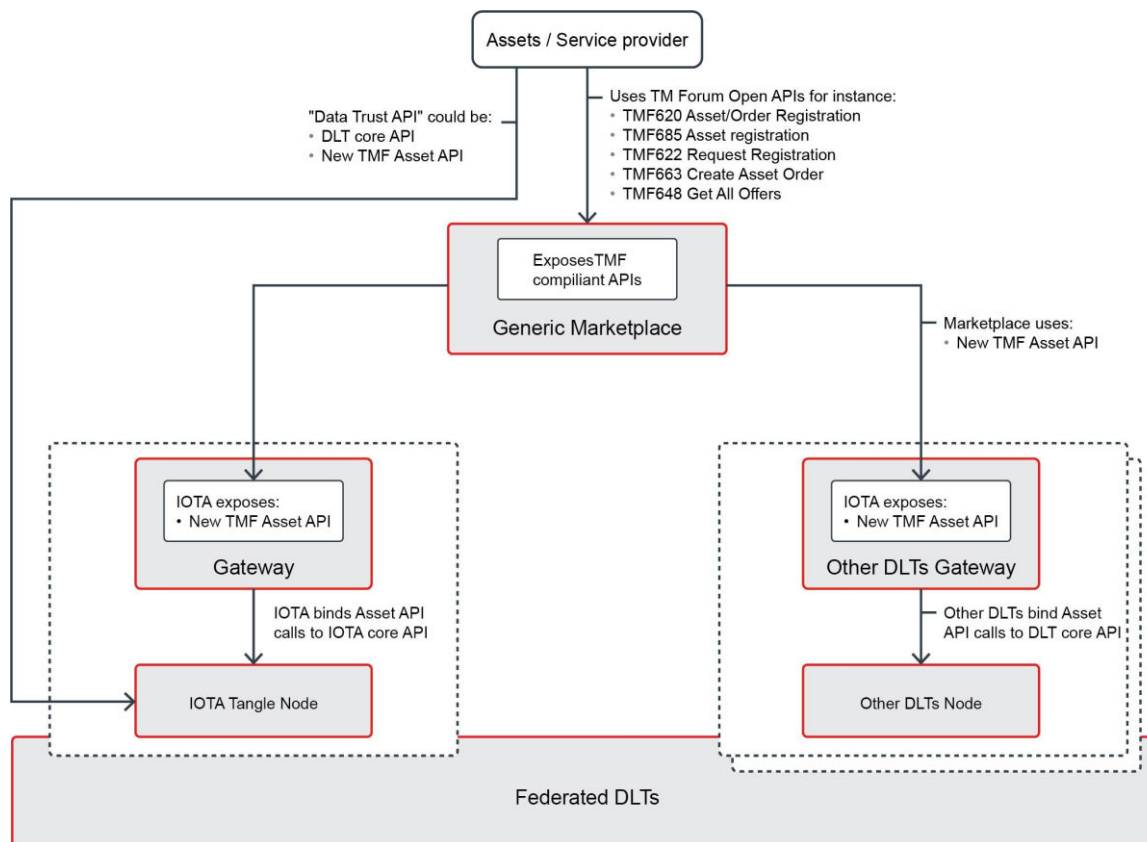 Assets / Service provider
"Data Trust API" could be:
• DLT core API
• New TMF Asset API
Uses TM Forum Open APIs for instance:
• TMF620 Asset/Order Registration
• TMF685 Asset registration
• TMF622 Request Registration
• TMF663 Create Asset Order
• TMF648 Get All Offers
ExposesTMF
compiliant APIs
Generic Marketplace
Marketplace uses:
• New TMF Asset API
IOTA exposes:
• New TMF Asset API
Gateway
IOTA exposes:
• New TMF Asset API
Other DLTs Gateway
IOTA binds Asset API
calls to IOTA core API
Other DLTs bind Asset
API calls to DLT core API
IOTA Tangle Node
Other DLTs Node
Federated DLTs